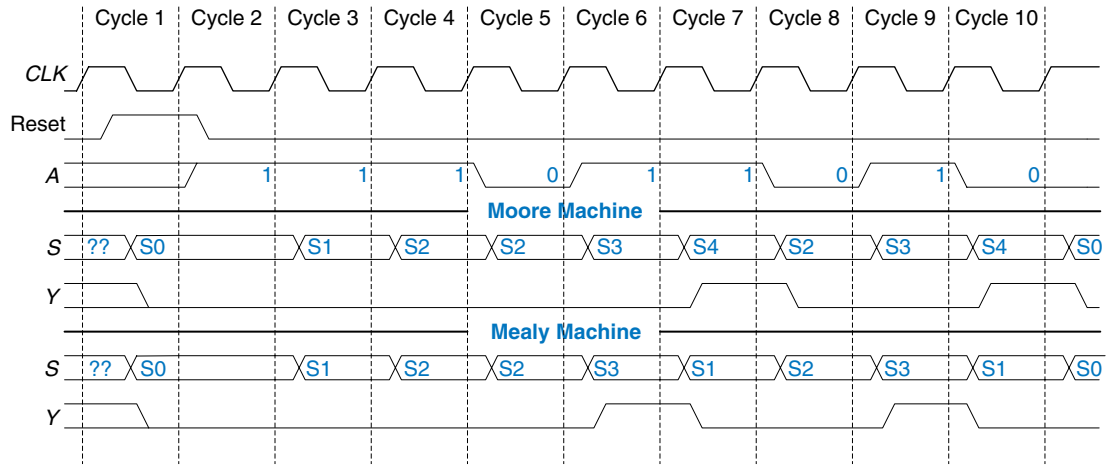 Cycle 1 Cycle 2 Cycle 3 Cycle 4 Cycle 5 Cycle 6 Cycle 7 Cycle 8 Cycle 9 Cycle 10
CLK
Reset
A 1 1 1 0 1 1 0 1 0
Moore Machine
S ?? S0 S1 S2 S2 S3 S4 S2 S3 S4 S0
Y
Mealy Machine
S ?? S0 S1 S2 S2 S3 S1 S2 S3 S1 S0
Y